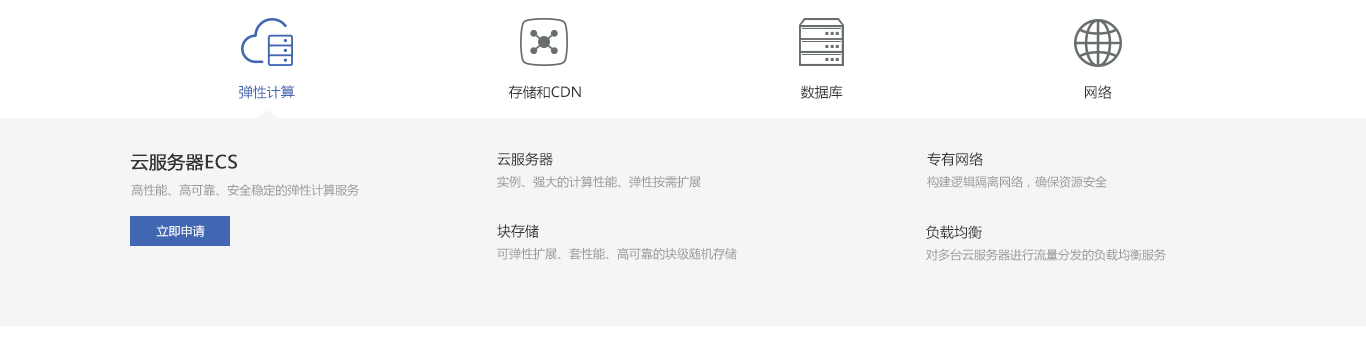 弹性计算
存储和CDN
数据库
网络
云服务器ECS
高性能、高可靠、安全稳定的弹性计算服务
立即申请
云服务器
实例、强大的计算性能、弹性按需扩展
块存储
可弹性扩展、套性能、高可靠的块级随机存储
专有网络
构建逻辑隔离网络，确保资源安全
负载均衡
对多台云服务器进行流量分发的负载均衡服务